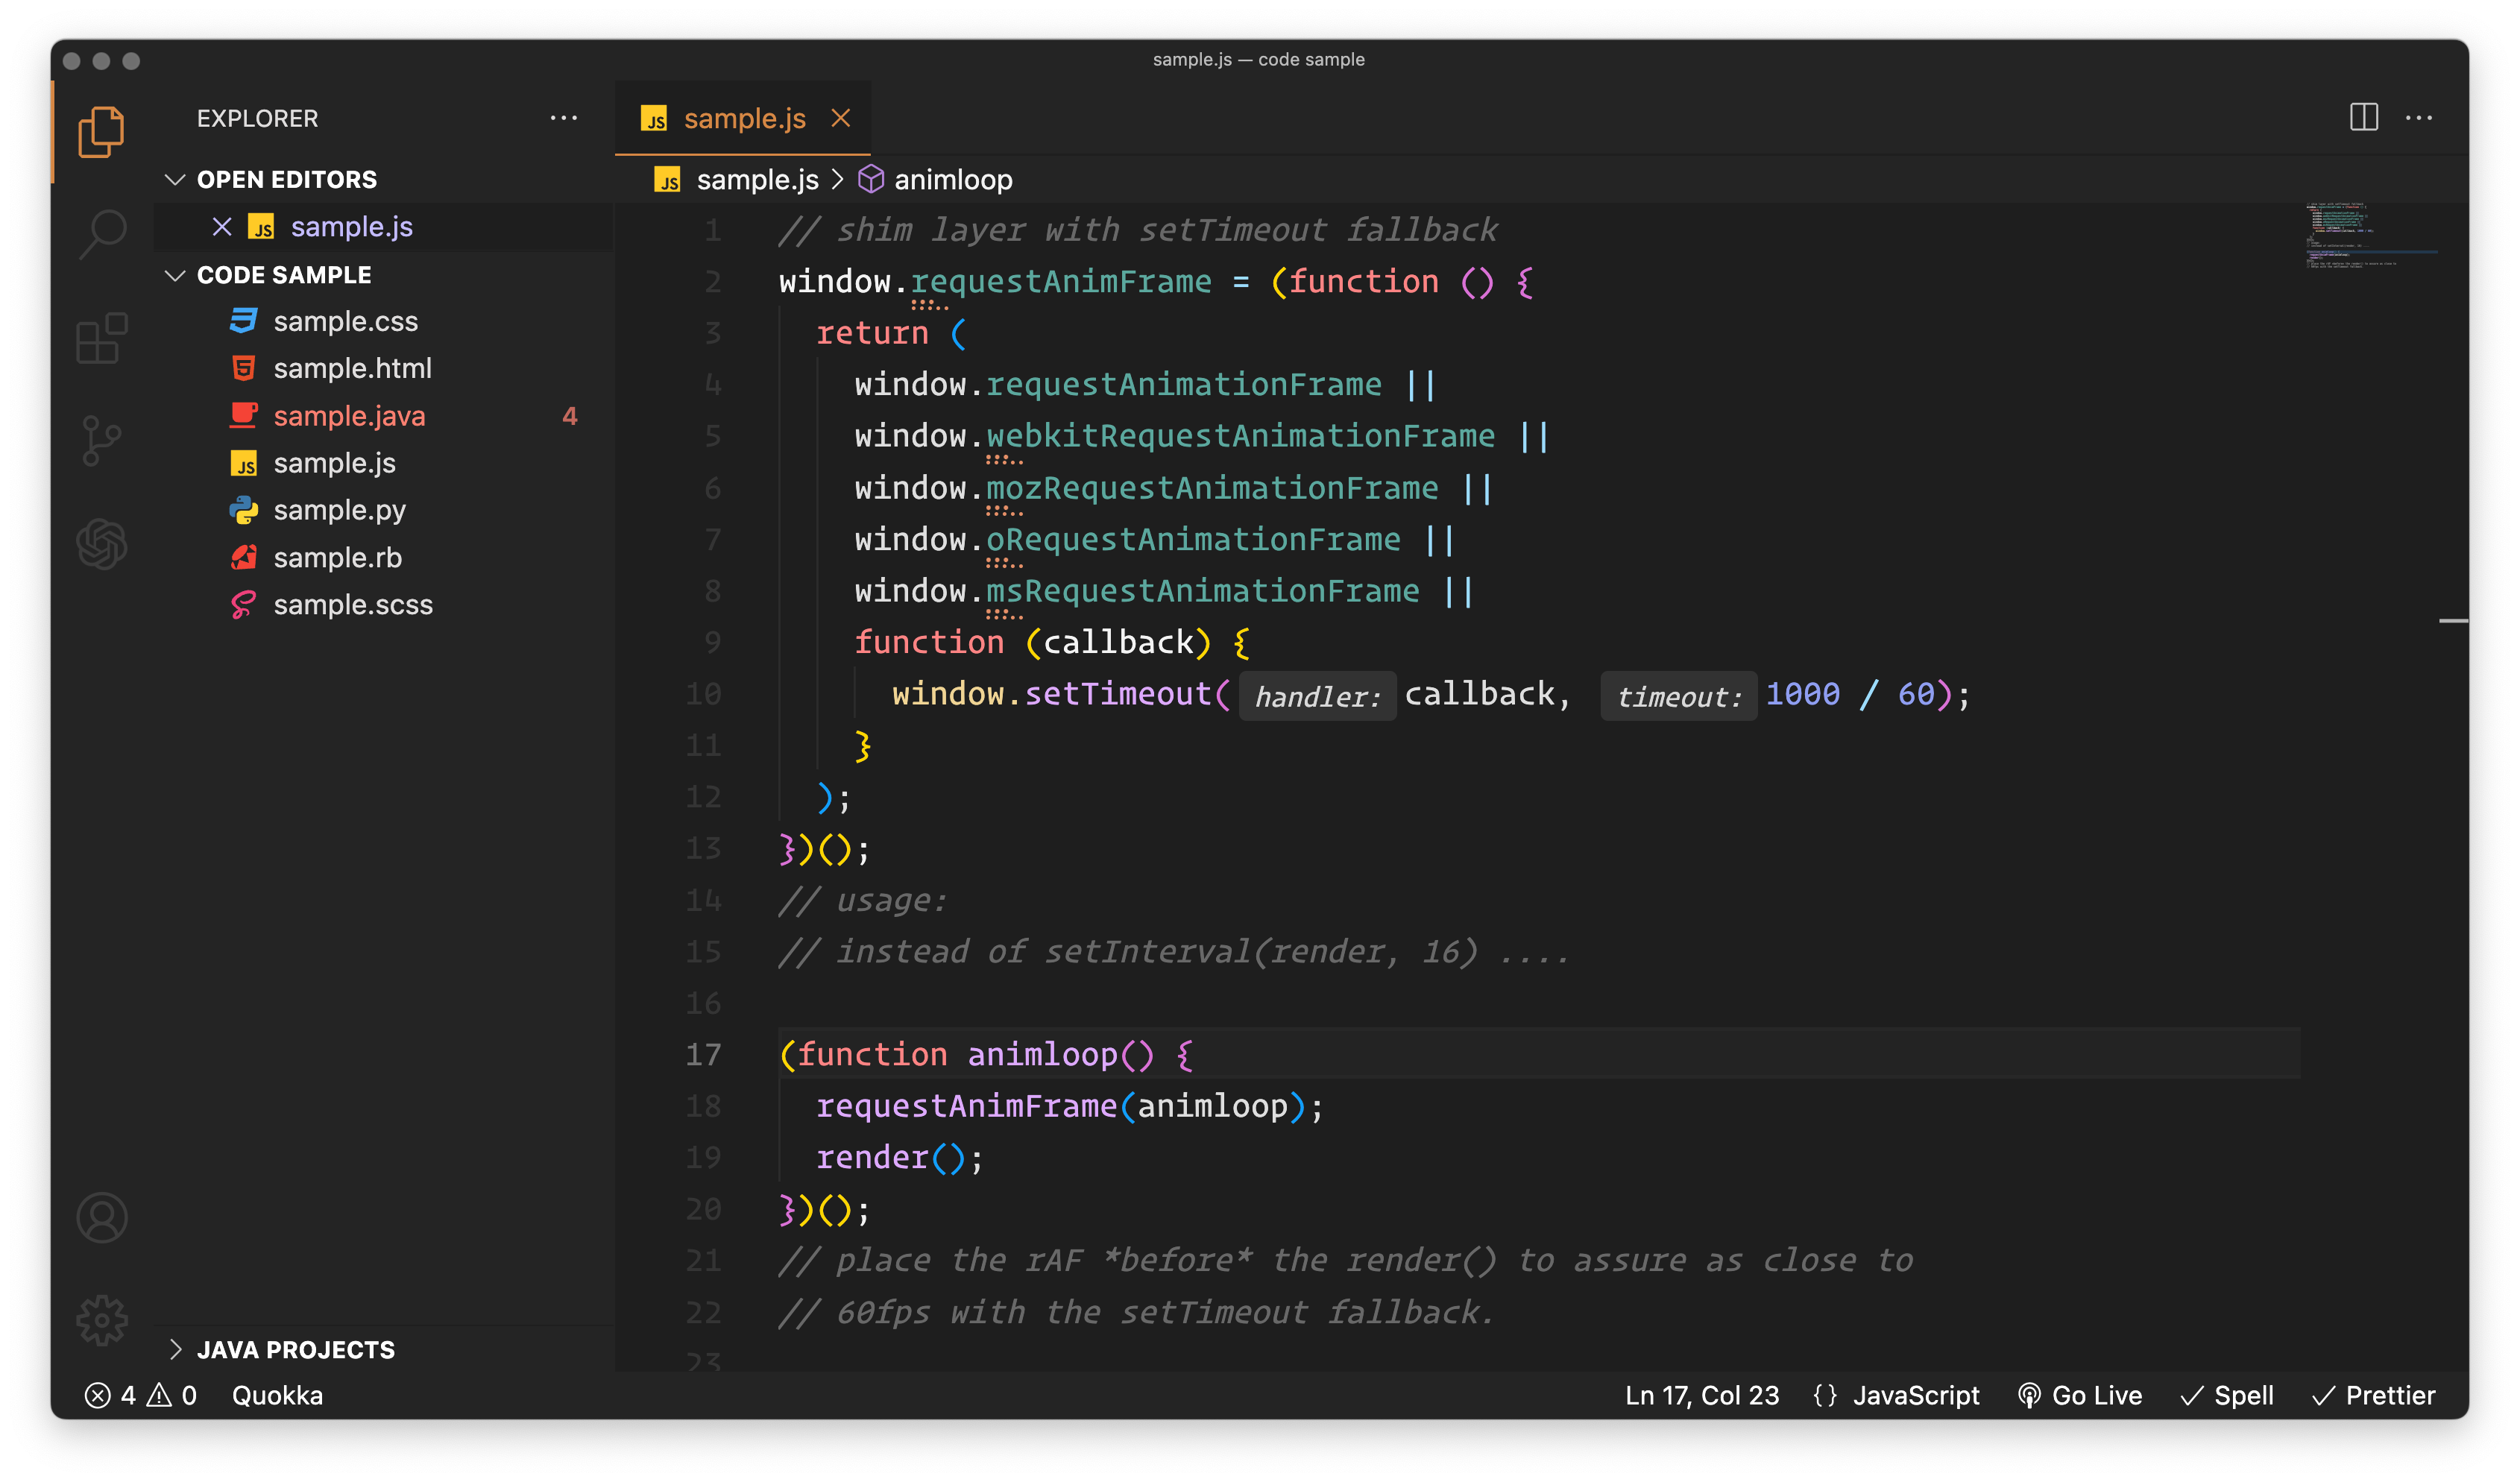 sample.js — code sample
EXPLORER
OPEN EDITORS
JS sample.js
CODE SAMPLE
sample.css
sample.html
sample.java 4
JS sample.js
sample.py
sample.rb
sample.scss
JAVA PROJECTS
JS sample.js
JS sample.js > animloop
1 // shim layer with setTimeout fallback
2 window.requestAnimFrame = (function () {
3   return (
4     window.requestAnimationFrame ||
5     window.webkitRequestAnimationFrame ||
6     window.mozRequestAnimationFrame ||
7     window.oRequestAnimationFrame ||
8     window.msRequestAnimationFrame ||
9     function (callback) {
10       window.setTimeout(handler: callback, timeout: 1000 / 60);
11     }
12   );
13 })();
14 // usage:
15 // instead of setInterval(render, 16) ....
16
17 (function animloop() {
18   requestAnimFrame(animloop);
19   render();
20 })();
21 // place the rAF *before* the render() to assure as close to
22 // 60fps with the setTimeout fallback.
23
4 0 Quokka Ln 17, Col 23 {} JavaScript Go Live Spell Prettier